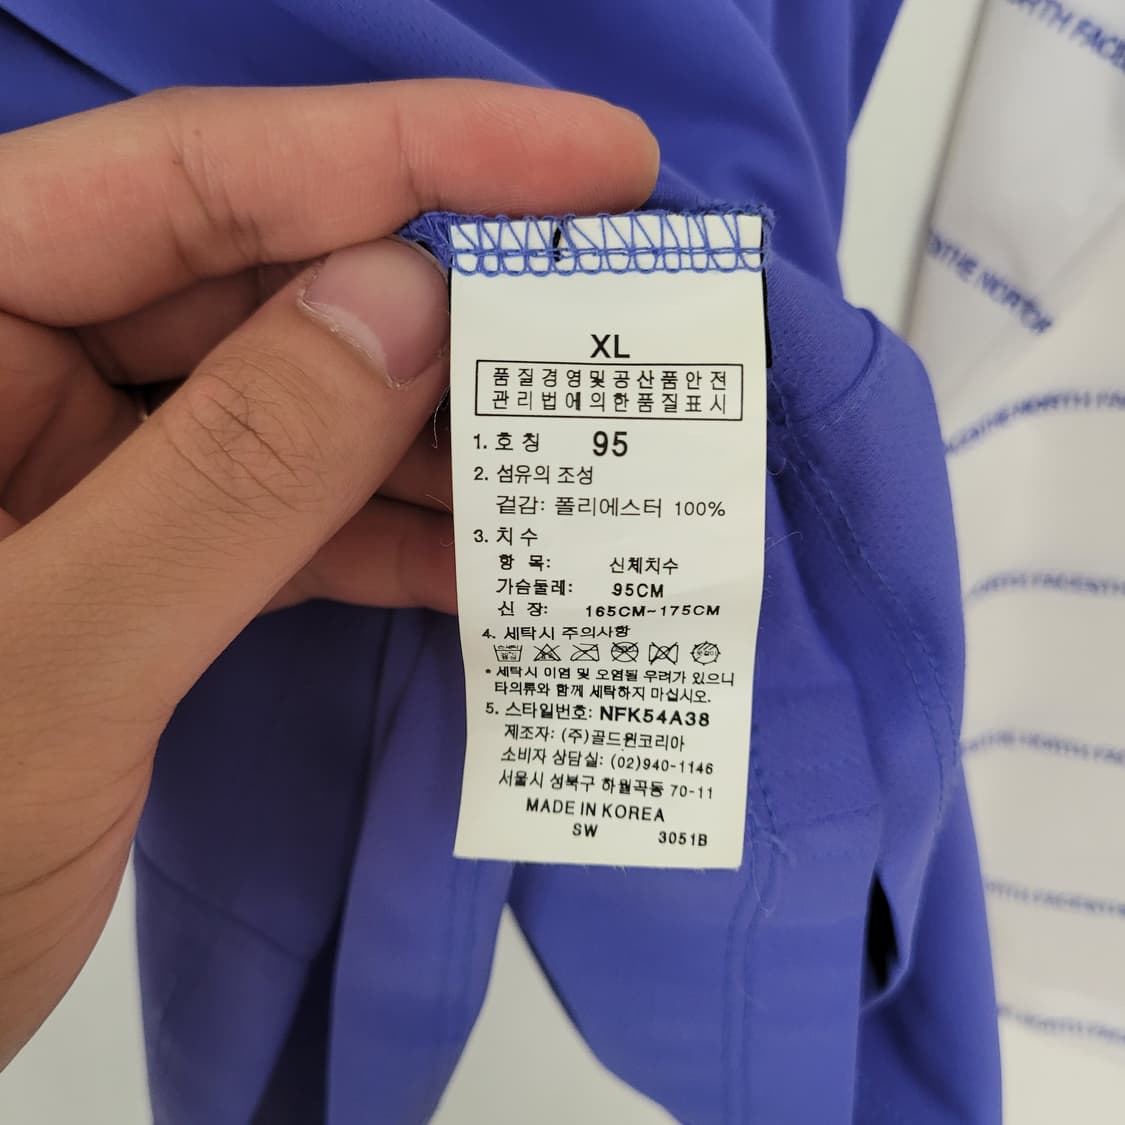 XL
품질경영및공산품안전
관리법에의한품질표시
1. 호칭 95
2. 섬유의 조성
겉감: 폴리에스터 100%
3. 치수
항 목: 신체치수
가슴둘레: 95CM
신 장: 165CM~175CM
4. 세탁시 주의사항
* 세탁시 이염 및 오염될 우려가 있으니
타의류와 함께 세탁하지 마십시오.
5. 스타일번호: NFK54A38
제조자: (주)골드윈코리아
소비자 상담실: (02)940-1146
서울시 성북구 하월곡동 70-11
MADE IN KOREA
SW 3051B
ORTH FACE
THE NORTH
THE NORTH FAC